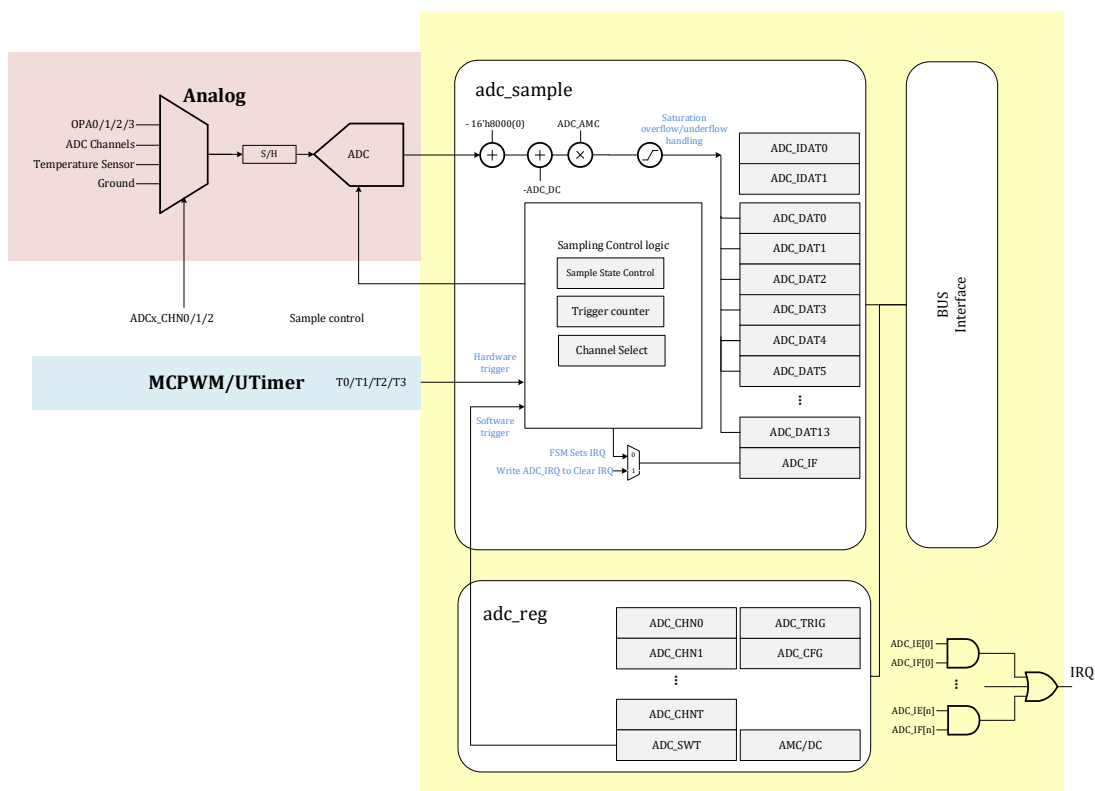 Analog
OPA0/1/2/3
ADC Channels
Temperature Sensor
Ground
S/H
ADC
ADCx_CHN0/1/2
Sample control
MCPWM/UTimer
T0/T1/T2/T3
adc_sample
- 16'h8000(0)
ADC_AMC
-ADC_DC
Saturation
overflow/underflow
handling
Sampling Control logic
Sample State Control
Trigger counter
Channel Select
Hardware
trigger
Software
trigger
FSM Sets IRQ
Write ADC_IRQ to Clear IRQ
0
1
ADC_IDAT0
ADC_IDAT1
ADC_DAT0
ADC_DAT1
ADC_DAT2
ADC_DAT3
ADC_DAT4
ADC_DAT5
ADC_DAT13
ADC_IF
BUS
Interface
adc_reg
ADC_CHN0
ADC_TRIG
ADC_CHN1
ADC_CFG
ADC_CHNT
ADC_SWT
AMC/DC
ADC_IE[0]
ADC_IF[0]
ADC_IE[n]
ADC_IF[n]
IRQ